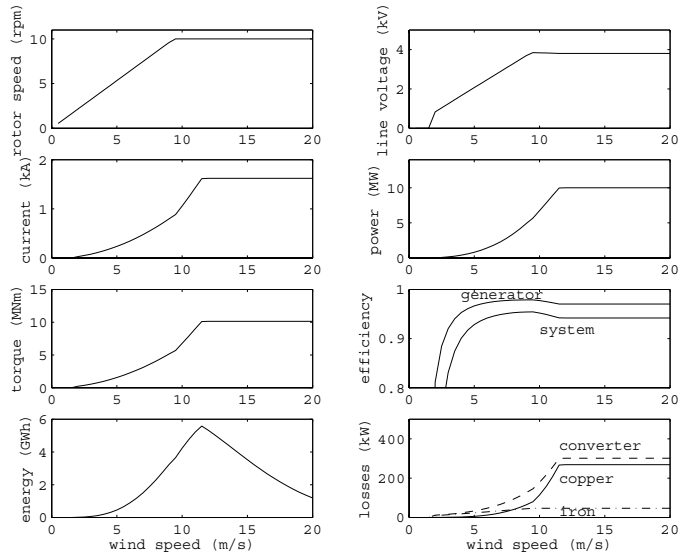 rotor speed (rpm)
10
5
0
0 5 10 15 20
line voltage (kV)
4
2
0
0 5 10 15 20
current (kA)
2
1
0
0 5 10 15 20
power (MW)
10
5
0
0 5 10 15 20
torque (MNm)
15
10
5
0
0 5 10 15 20
efficiency
1
0.9
0.8
generator
system
0 5 10 15 20
energy (GWh)
6
4
2
0
0 5 10 15 20
wind speed (m/s)
losses (kW)
400
200
0
converter
copper
iron
0 5 10 15 20
wind speed (m/s)